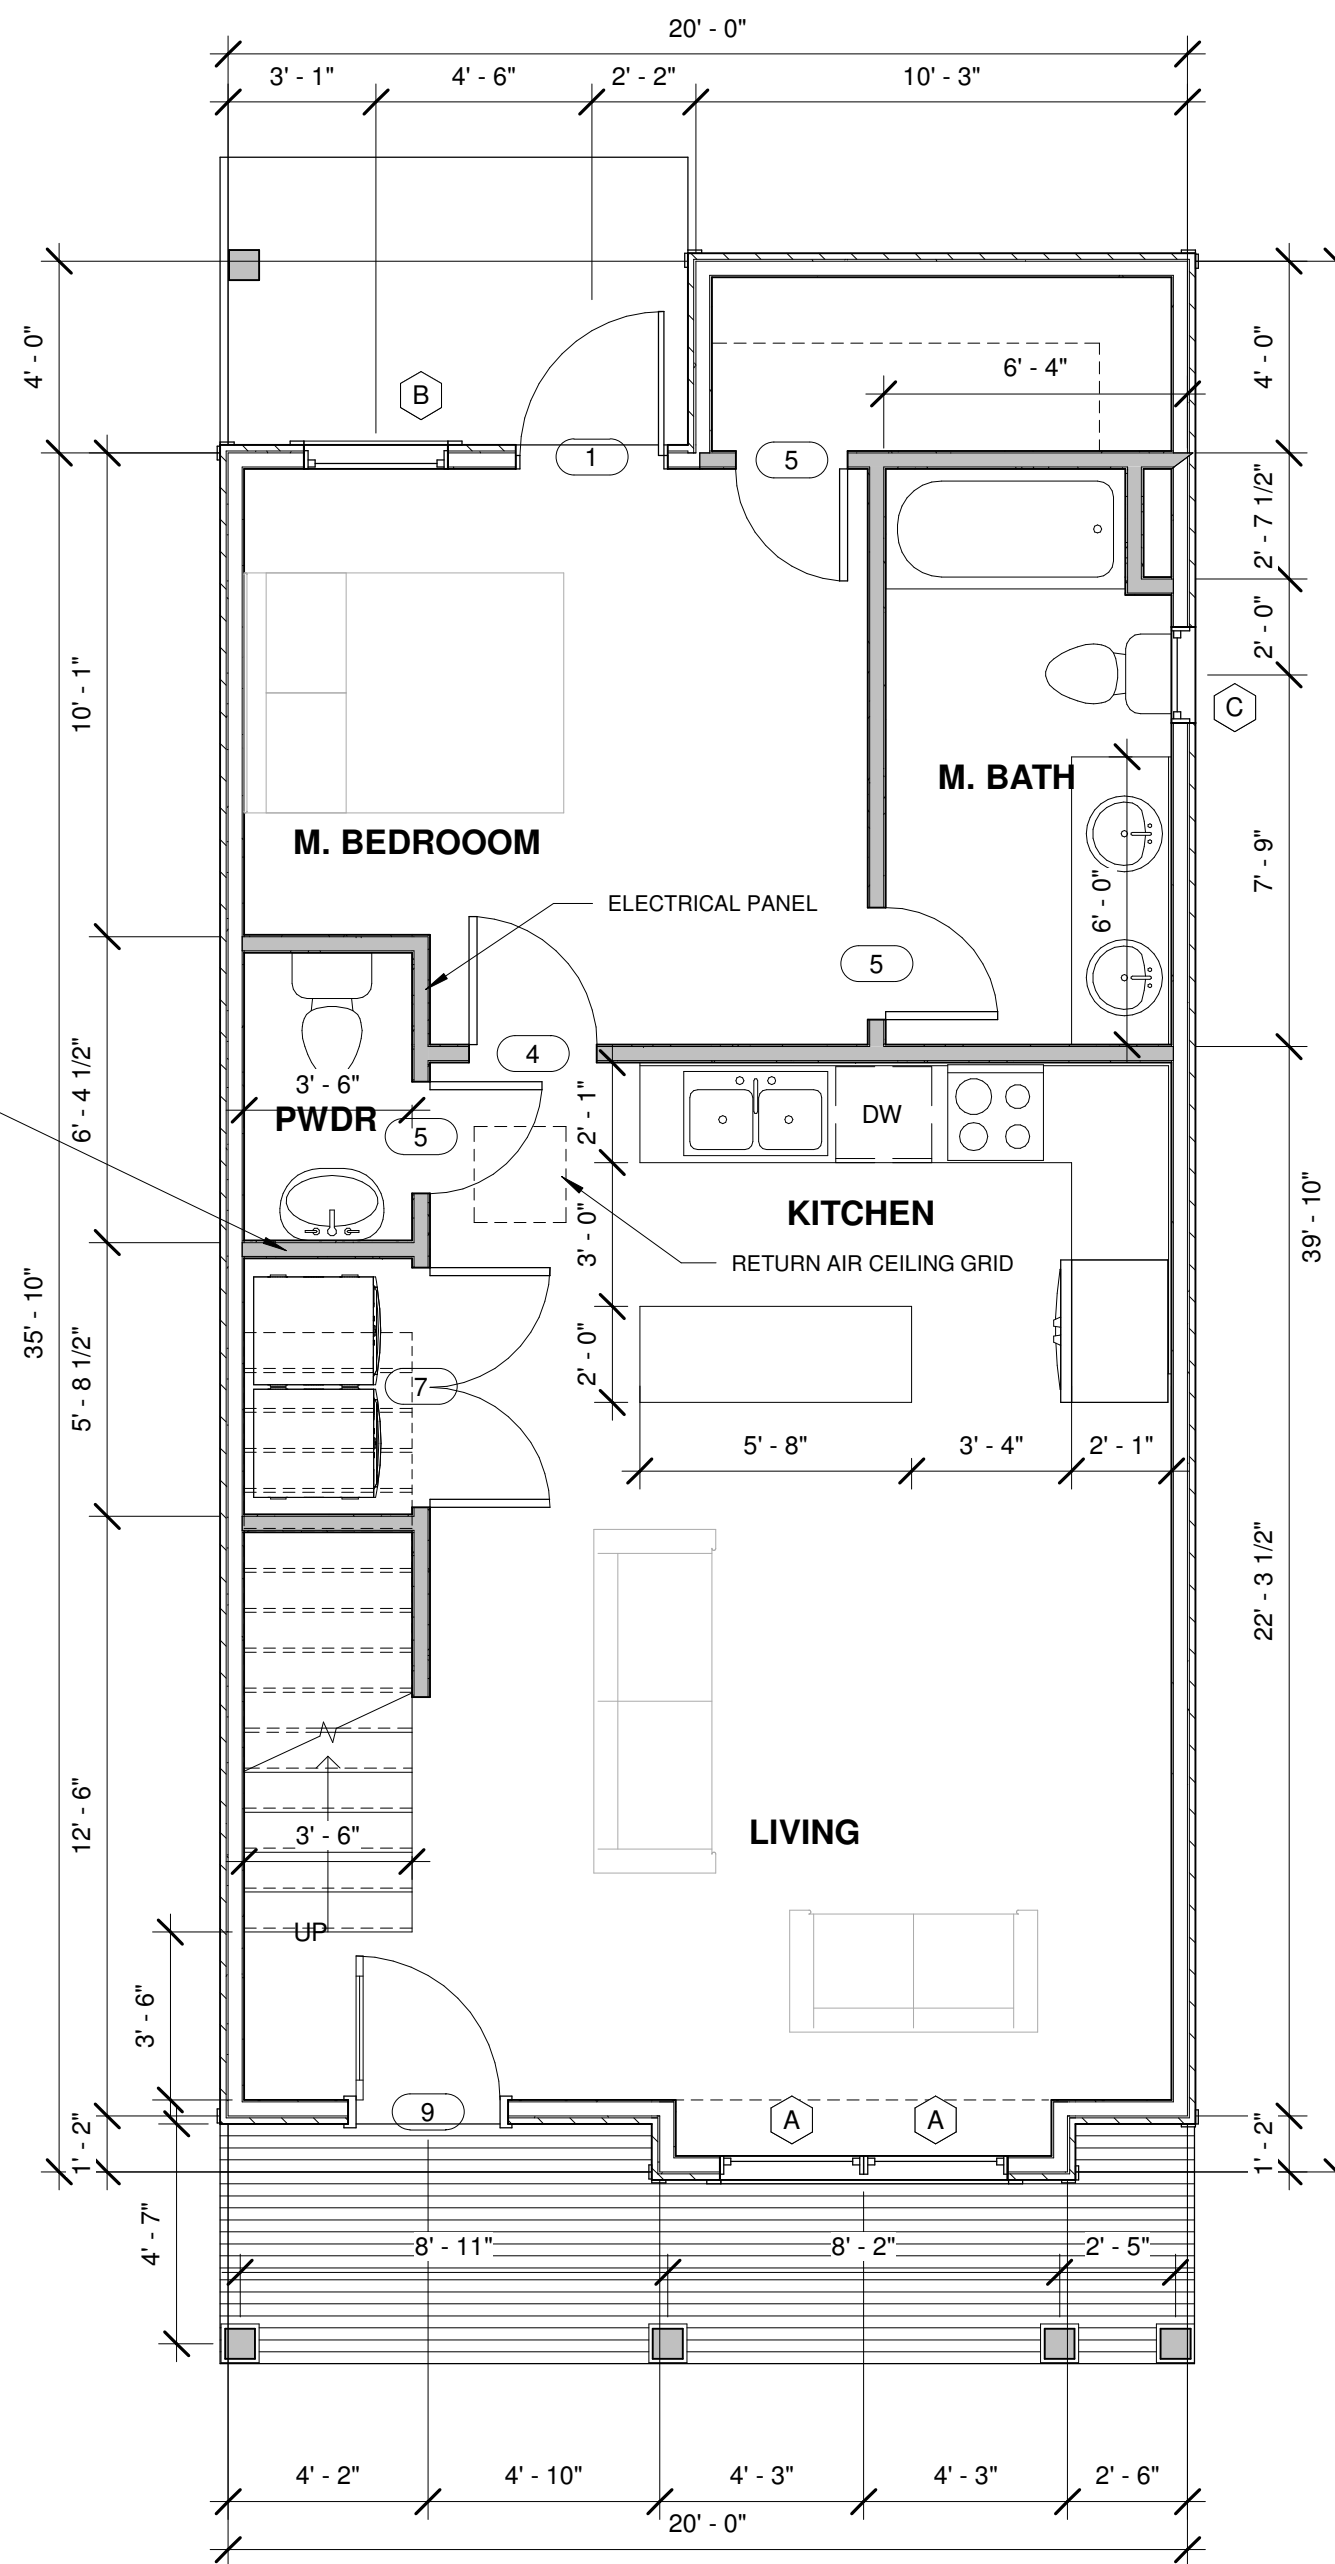 20' - 0"
3' - 1" 4' - 6" 2' - 2" 10' - 3"
4' - 0"
6' - 4"
4' - 0"
B
1
5
2' - 7 1/2"
2' - 0"
10' - 1"
C
M. BATH
M. BEDROOOM
7' - 9"
6' - 0"
ELECTRICAL PANEL
5
4
6' - 4 1/2"
3' - 6"
PWDR
5
2' - 1"
DW
KITCHEN
3' - 0"
RETURN AIR CEILING GRID
39' - 10"
35' - 10"
5' - 8 1/2"
7
2' - 0"
5' - 8" 3' - 4" 2' - 1"
22' - 3 1/2"
12' - 6"
3' - 6"
LIVING
UP
3' - 6"
9
A A
1' - 2"
1' - 2"
4' - 7"
8' - 11" 8' - 2" 2' - 5"
4' - 2" 4' - 10" 4' - 3" 4' - 3" 2' - 6"
20' - 0"